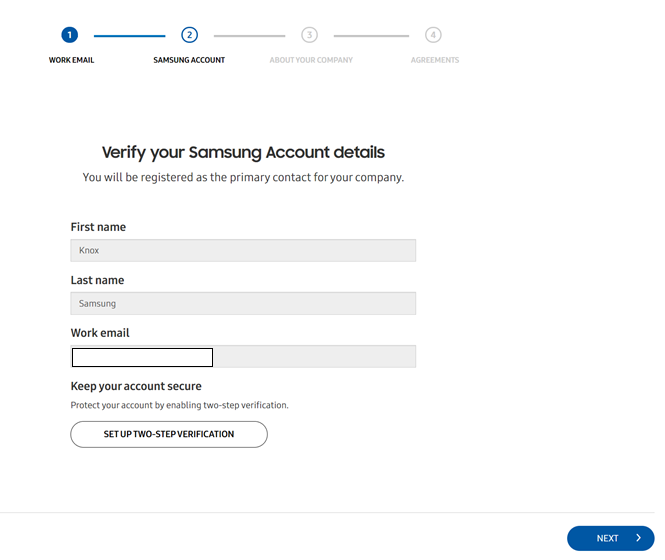 1 2 3 4
WORK EMAIL SAMSUNG ACCOUNT ABOUT YOUR COMPANY AGREEMENTS
Verify your Samsung Account details
You will be registered as the primary contact for your company.
First name
Knox
Last name
Samsung
Work email
Keep your account secure
Protect your account by enabling two-step verification.
SET UP TWO-STEP VERIFICATION
NEXT